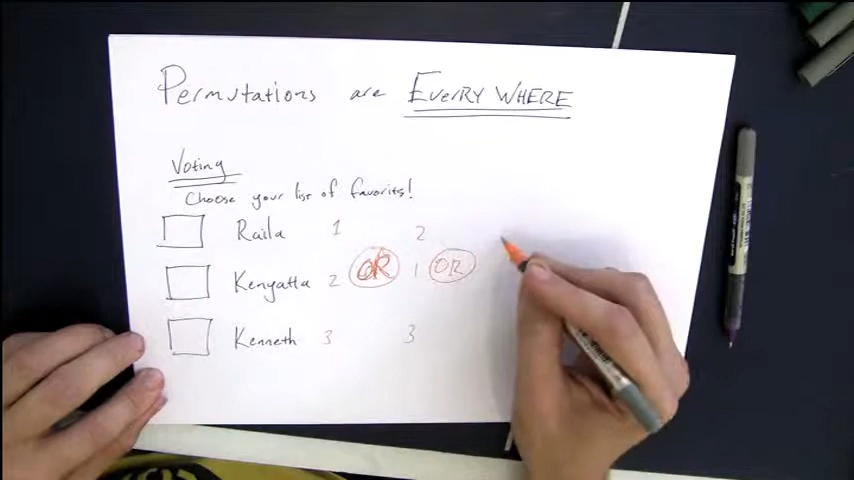 Permutations are EVERRY WHERE
Voting
Choose your list of favorits!
Raila 1 2
Kenyatta 2 OR 1 OR
Kenneth 3 3